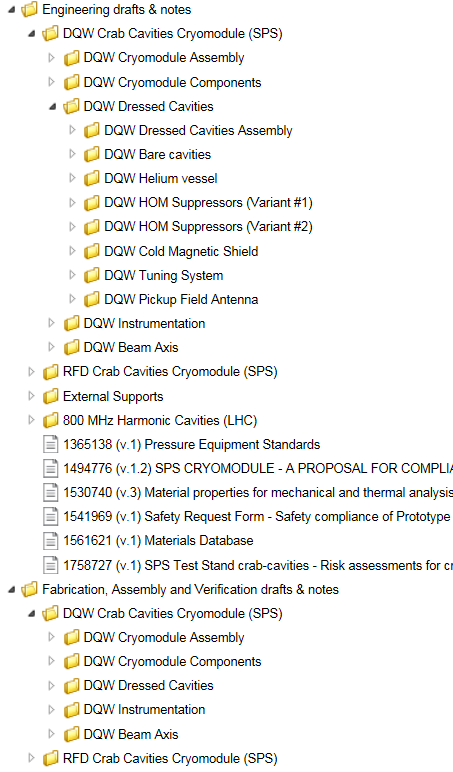 Engineering drafts & notes
DQW Crab Cavities Cryomodule (SPS)
DQW Cryomodule Assembly
DQW Cryomodule Components
DQW Dressed Cavities
DQW Dressed Cavities Assembly
DQW Bare cavities
DQW Helium vessel
DQW HOM Suppressors (Variant #1)
DQW HOM Suppressors (Variant #2)
DQW Cold Magnetic Shield
DQW Tuning System
DQW Pickup Field Antenna
DQW Instrumentation
DQW Beam Axis
RFD Crab Cavities Cryomodule (SPS)
External Supports
800 MHz Harmonic Cavities (LHC)
1365138 (v.1) Pressure Equipment Standards
1494776 (v.1.2) SPS CRYOMODULE - A PROPOSAL FOR COMPLIA
1530740 (v.3) Material properties for mechanical and thermal analysis
1541969 (v.1) Safety Request Form - Safety compliance of Prototype
1561621 (v.1) Materials Database
1758727 (v.1) SPS Test Stand crab-cavities - Risk assessments for cr
Fabrication, Assembly and Verification drafts & notes
DQW Crab Cavities Cryomodule (SPS)
DQW Cryomodule Assembly
DQW Cryomodule Components
DQW Dressed Cavities
DQW Instrumentation
DQW Beam Axis
RFD Crab Cavities Cryomodule (SPS)